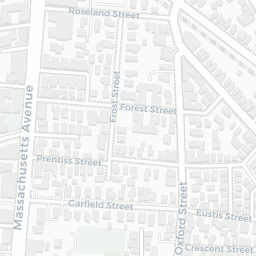 Roseland Street
Frost Street
Forest Street
Massachusetts Avenue
Prentiss Street
Garfield Street
Oxford Street
Eustis Street
Crescent Street